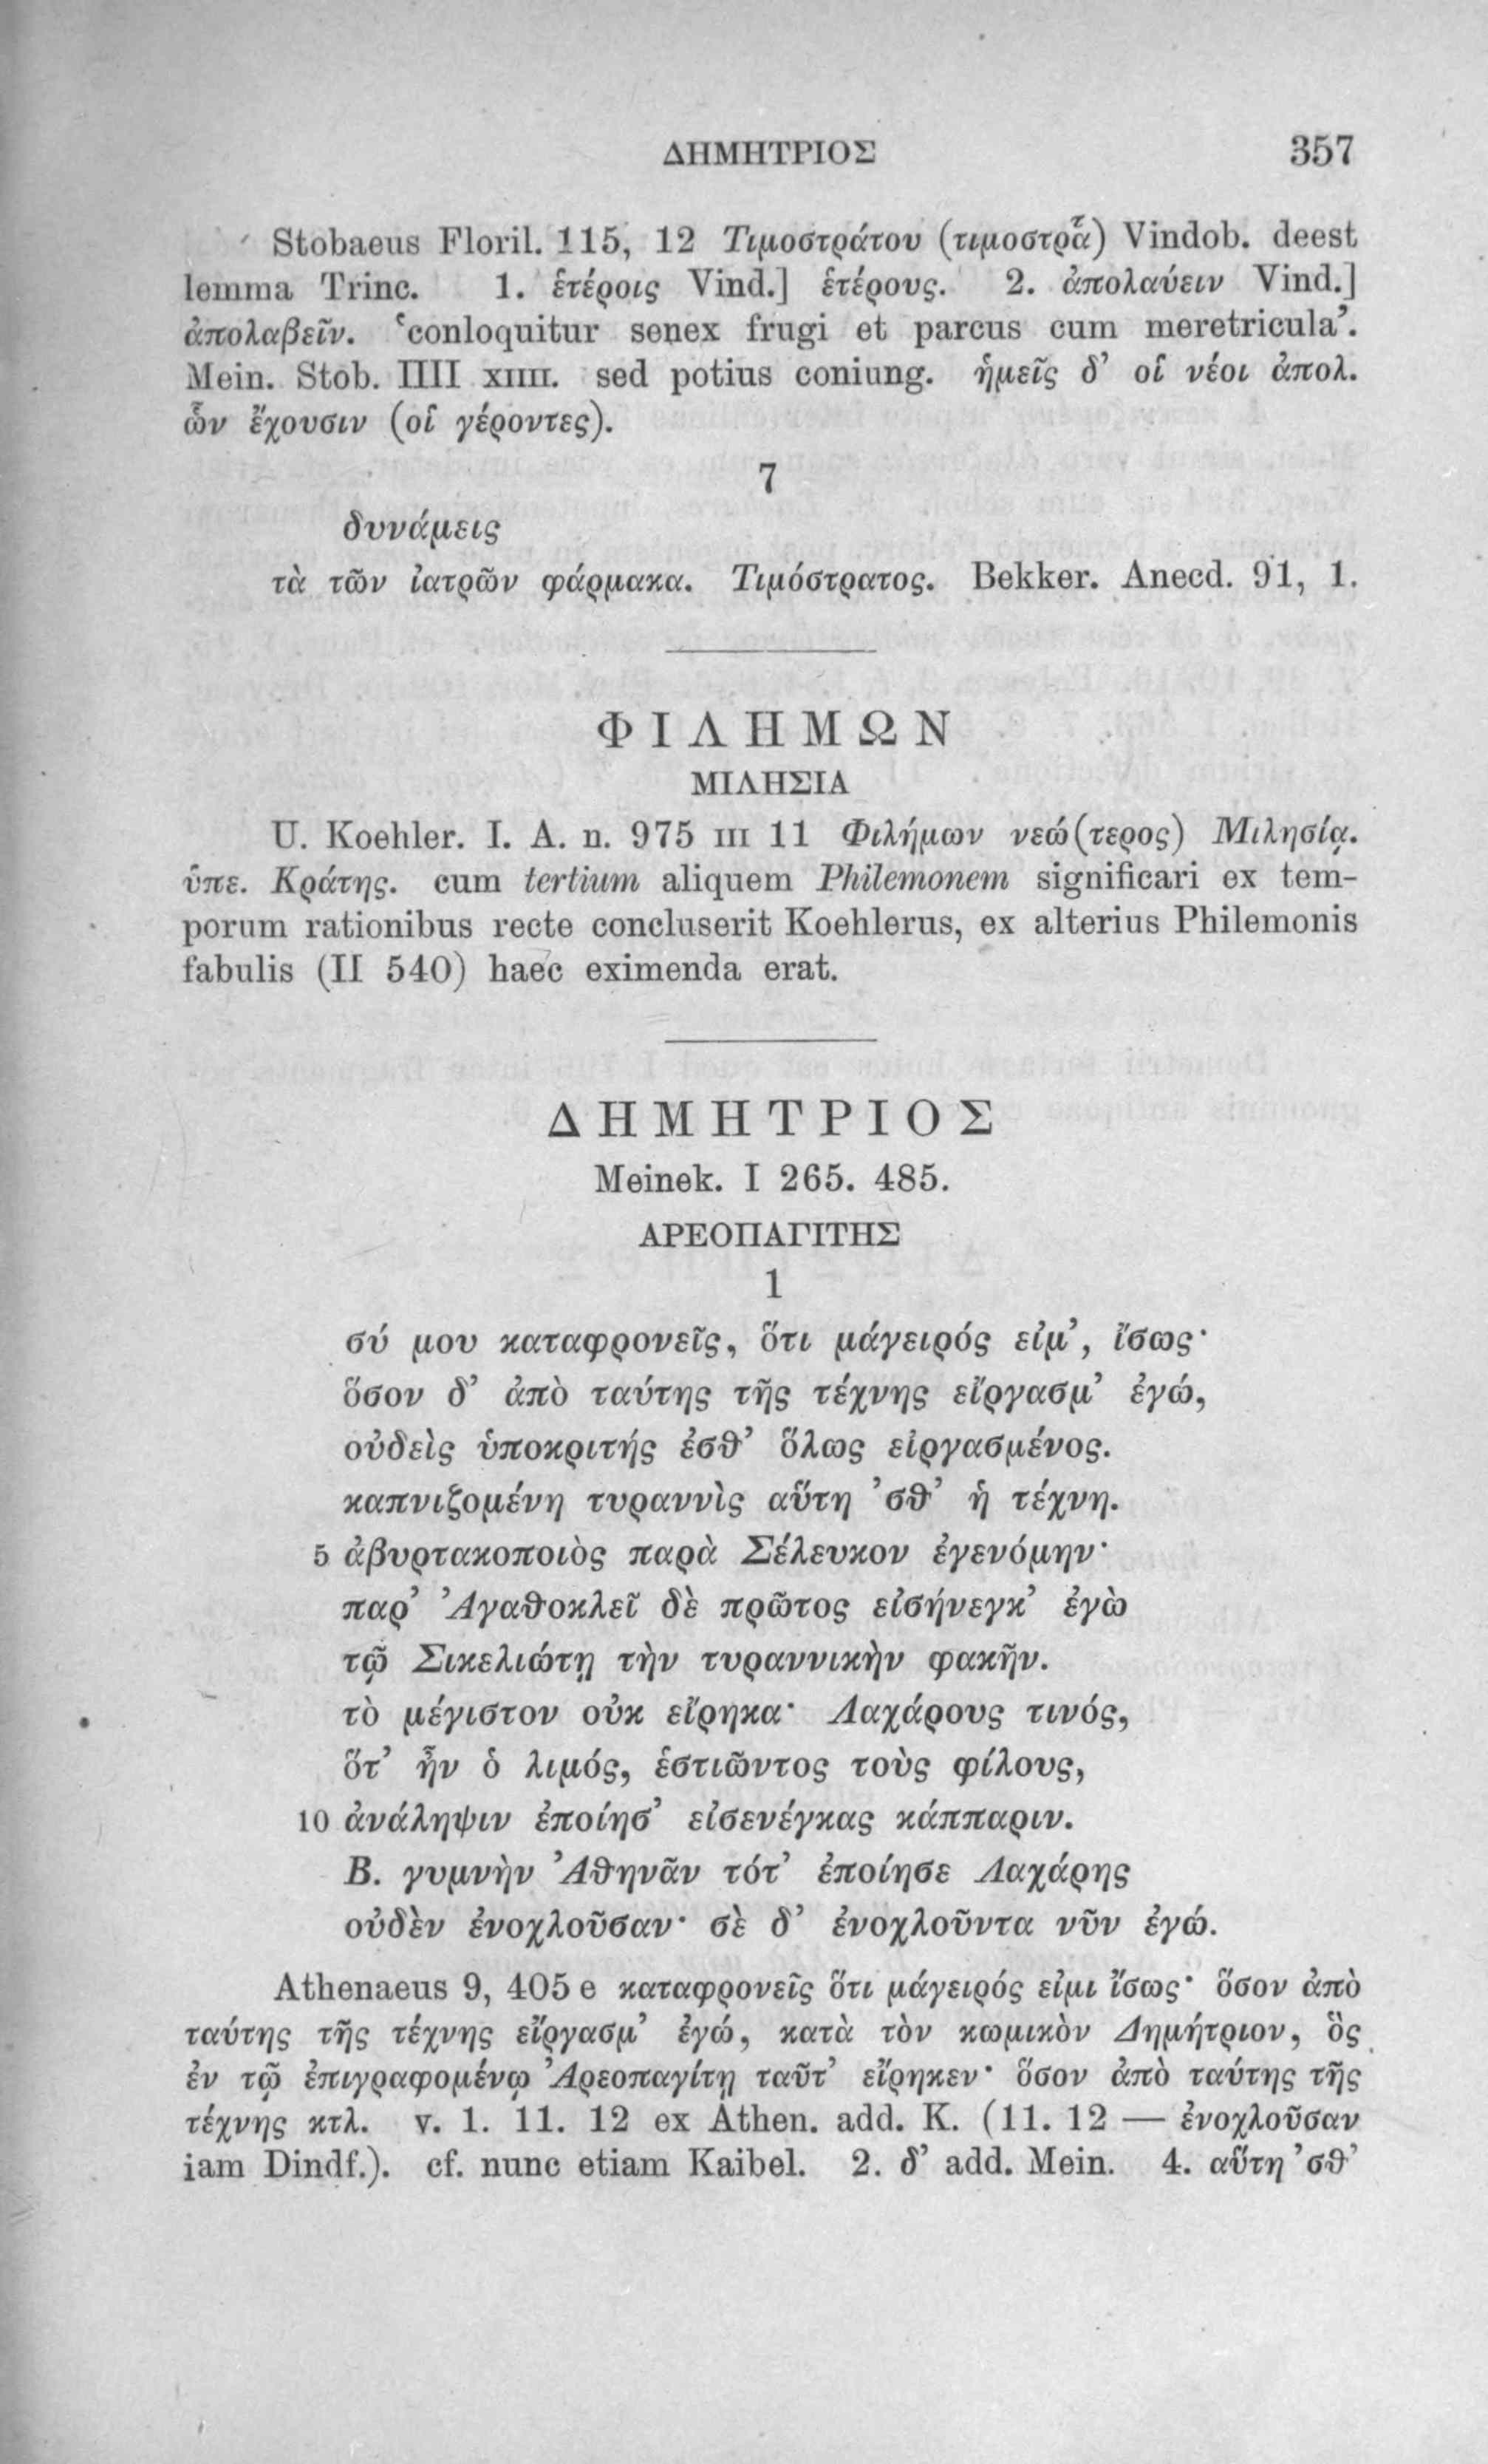 ΔΗΜΗΤΡΙΟΣ 357
Stobaeus Floril. 115, 12 Τιμοστράτου (τιμοστρα̃) Vindob. deest
lemma Trinc. 1. ἑτέροις Vind.] ἑτέρους. 2. ἀπολαύειν Vind.]
ἀπολαβεῖν. ‘conloquitur senex frugi et parcus cum meretricula’.
Mein. Stob. IIII xiiii. sed potius coniung. ἡμεῖς δ’ οἱ νέοι ἀπολ.
ὧν ἔχουσιν (οἱ γέροντες).
7
δυνάμεις
τὰ τῶν ἰατρῶν φάρμακα. Τιμόστρατος. Bekker. Anecd. 91, 1.
ΦΙΛΗΜΩΝ
ΜΙΛΗΣΙΑ
U. Koehler. I. A. n. 975 iii 11 Φιλήμων νεώ(τερος) Μιλησίᾳ.
ὑπε. Κράτης. cum tertium aliquem Philemonem significari ex tem-
porum rationibus recte concluserit Koehlerus, ex alterius Philemonis
fabulis (II 540) haec eximenda erat.
ΔΗΜΗΤΡΙΟΣ
Meinek. I 265. 485.
ΑΡΕΟΠΑΓΙΤΗΣ
1
σύ μου καταφρονεῖς, ὅτι μάγειρός εἰμ’, ἴσως·
ὅσον δ’ ἀπὸ ταύτης τῆς τέχνης εἴργασμ’ ἐγώ,
οὐδεὶς ὑποκριτής ἐσθ’ ὅλως εἰργασμένος.
καπνιζομένη τυραννὶς αὕτη ’σθ’ ἡ τέχνη.
5 ἀβυρτακοποιὸς παρὰ Σέλευκον ἐγενόμην·
παρ’ Ἀγαθοκλεῖ δὲ πρῶτος εἰσήνεγκ’ ἐγὼ
τῷ Σικελιώτῃ τὴν τυραννικὴν φακῆν.
τὸ μέγιστον οὐκ εἴρηκα· Λαχάρους τινός,
ὅτ’ ἦν ὁ λιμός, ἑστιῶντος τοὺς φίλους,
10 ἀνάληψιν ἐποίησ’ εἰσενέγκας κάππαριν.
Β. γυμνὴν Ἀθηνᾶν τότ’ ἐποίησε Λαχάρης
οὐδὲν ἐνοχλοῦσαν· σὲ δ’ ἐνοχλοῦντα νῦν ἐγώ.
Athenaeus 9, 405 e καταφρονεῖς ὅτι μάγειρός εἰμι ἴσως· ὅσον ἀπὸ
ταύτης τῆς τέχνης εἴργασμ’ ἐγώ, κατὰ τὸν κωμικὸν Δημήτριον, ὃς
ἐν τῷ ἐπιγραφομένῳ Ἀρεοπαγίτῃ ταῦτ’ εἴρηκεν· ὅσον ἀπὸ ταύτης τῆς
τέχνης κτλ. v. 1. 11. 12 ex Athen. add. K. (11. 12 — ἐνοχλοῦσαν
iam Dindf.). cf. nunc etiam Kaibel. 2. δ’ add. Mein. 4. αὕτη ’σθ’